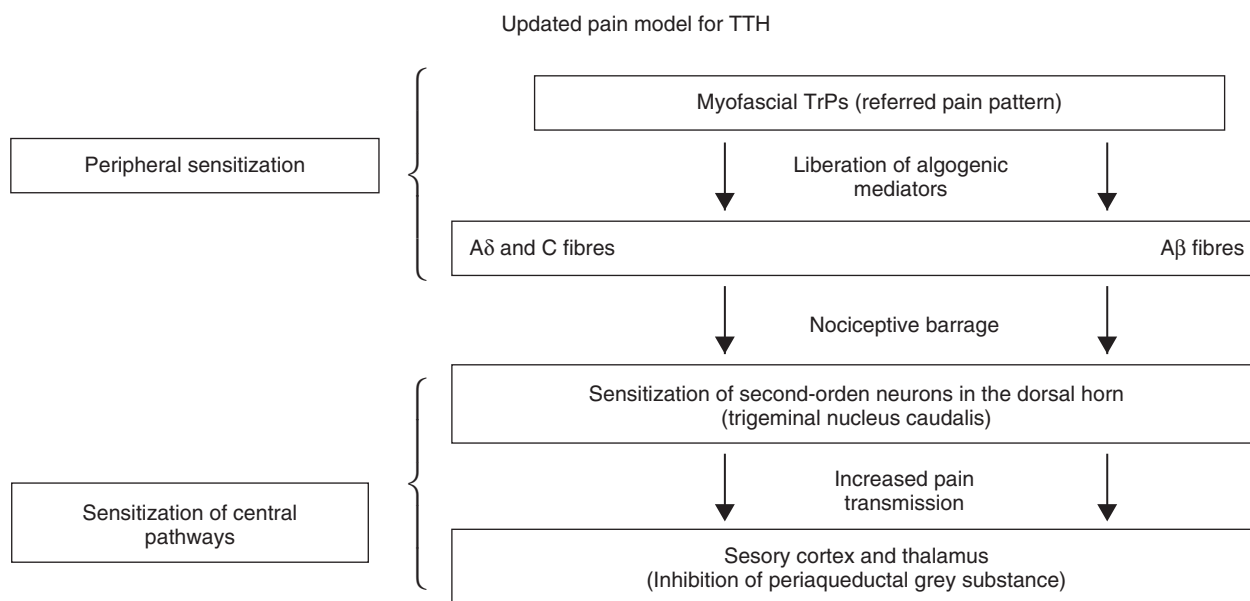 Updated pain model for TTH
Myofascial TrPs (referred pain pattern)
Peripheral sensitization
Liberation of algogenic
mediators
Aδ and C fibres
Aβ fibres
Nociceptive barrage
Sensitization of second-orden neurons in the dorsal horn
(trigeminal nucleus caudalis)
Increased pain
transmission
Sensitization of central
pathways
Sesory cortex and thalamus
(Inhibition of periaqueductal grey substance)